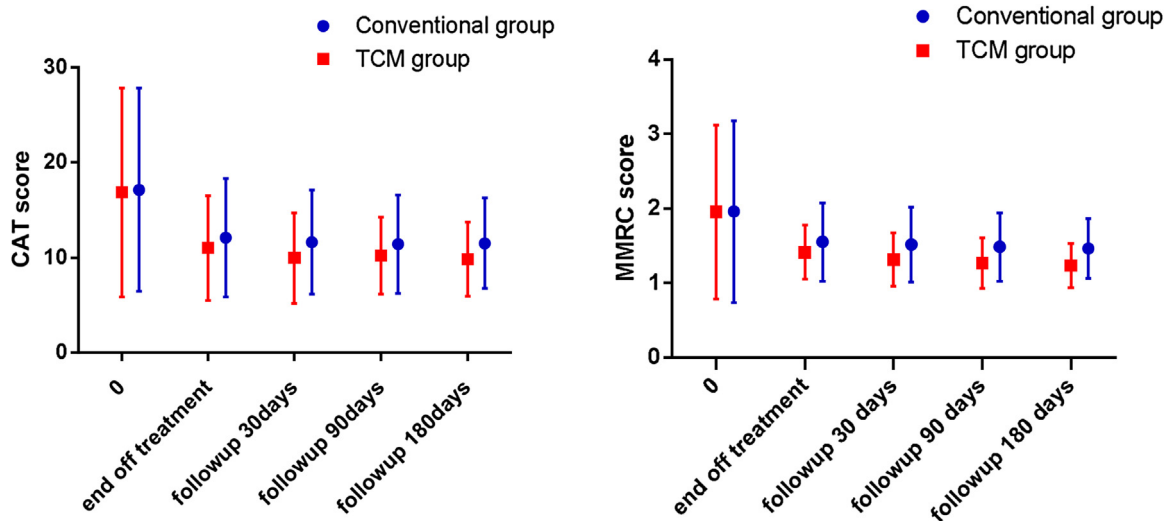 Conventional group
TCM group
CAT score
30
20
10
0
0
end off treatment
followup 30days
followup 90days
followup 180days
Conventional group
TCM group
MMRC score
4
3
2
1
0
0
end off treatment
followup 30 days
followup 90 days
followup 180 days